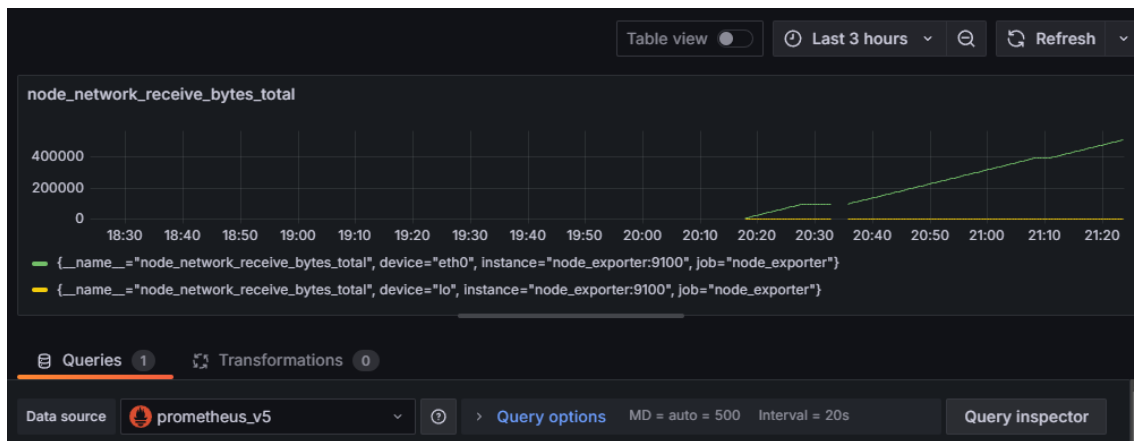 Table view Last 3 hours Refresh
node_network_receive_bytes_total
400000
200000
0
18:30 18:40 18:50 19:00 19:10 19:20 19:30 19:40 19:50 20:00 20:10 20:20 20:30 20:40 20:50 21:00 21:10 21:20
{__name__="node_network_receive_bytes_total", device="eth0", instance="node_exporter:9100", job="node_exporter"}
{__name__="node_network_receive_bytes_total", device="lo", instance="node_exporter:9100", job="node_exporter"}
Queries 1 Transformations 0
Data source prometheus_v5 ? > Query options MD = auto = 500 Interval = 20s Query inspector